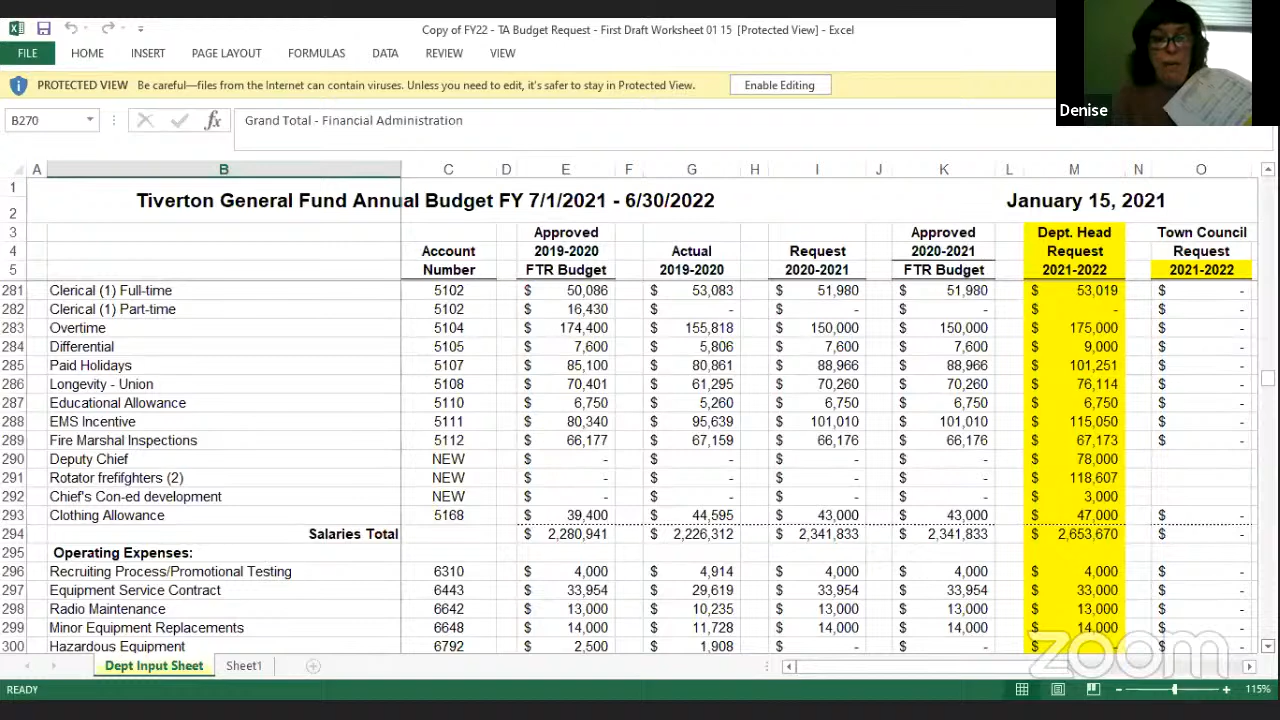 Copy of FY22 - TA Budget Request - First Draft Worksheet 01 15 [Protected View] - Excel
FILE HOME INSERT PAGE LAYOUT FORMULAS DATA REVIEW VIEW
PROTECTED VIEW Be careful—files from the Internet can contain viruses. Unless you need to edit, it's safer to stay in Protected View. Enable Editing
Denise
B270 fx Grand Total - Financial Administration
A B C D E F G H I J K L M N O
1 Tiverton General Fund Annual Budget FY 7/1/2021 - 6/30/2022 January 15, 2021
2
3 Approved Approved Dept. Head Town Council
4 Account 2019-2020 Actual Request 2020-2021 Request Request
5 Number FTR Budget 2019-2020 2020-2021 FTR Budget 2021-2022 2021-2022
281 Clerical (1) Full-time 5102 $ 50,086 $ 53,083 $ 51,980 $ 51,980 $ 53,019 $ -
282 Clerical (1) Part-time 5102 $ 16,430 $ - $ - $ - $ - $ -
283 Overtime 5104 $ 174,400 $ 155,818 $ 150,000 $ 150,000 $ 175,000 $ -
284 Differential 5105 $ 7,600 $ 5,806 $ 7,600 $ 7,600 $ 9,000 $ -
285 Paid Holidays 5107 $ 85,100 $ 80,861 $ 88,966 $ 88,966 $ 101,251 $ -
286 Longevity - Union 5108 $ 70,401 $ 61,295 $ 70,260 $ 70,260 $ 76,114 $ -
287 Educational Allowance 5110 $ 6,750 $ 5,260 $ 6,750 $ 6,750 $ 6,750 $ -
288 EMS Incentive 5111 $ 80,340 $ 95,639 $ 101,010 $ 101,010 $ 115,050 $ -
289 Fire Marshal Inspections 5112 $ 66,177 $ 67,159 $ 66,176 $ 66,176 $ 67,173 $ -
290 Deputy Chief NEW $ - $ - $ - $ - $ 78,000
291 Rotator frefifghters (2) NEW $ - $ - $ - $ - $ 118,607
292 Chief's Con-ed development NEW $ - $ - $ - $ - $ 3,000
293 Clothing Allowance 5168 $ 39,400 $ 44,595 $ 43,000 $ 43,000 $ 47,000 $ -
294 Salaries Total $ 2,280,941 $ 2,226,312 $ 2,341,833 $ 2,341,833 $ 2,653,670 $ -
295 Operating Expenses:
296 Recruiting Process/Promotional Testing 6310 $ 4,000 $ 4,914 $ 4,000 $ 4,000 $ 4,000 $ -
297 Equipment Service Contract 6443 $ 33,954 $ 29,619 $ 33,954 $ 33,954 $ 33,000 $ -
298 Radio Maintenance 6642 $ 13,000 $ 10,235 $ 13,000 $ 13,000 $ 13,000 $ -
299 Minor Equipment Replacements 6648 $ 14,000 $ 11,728 $ 14,000 $ 14,000 $ 14,000 $ -
300 Hazardous Equipment 6792 $ 2,500 $ 1,908
zoom
Dept Input Sheet Sheet1
READY 115%